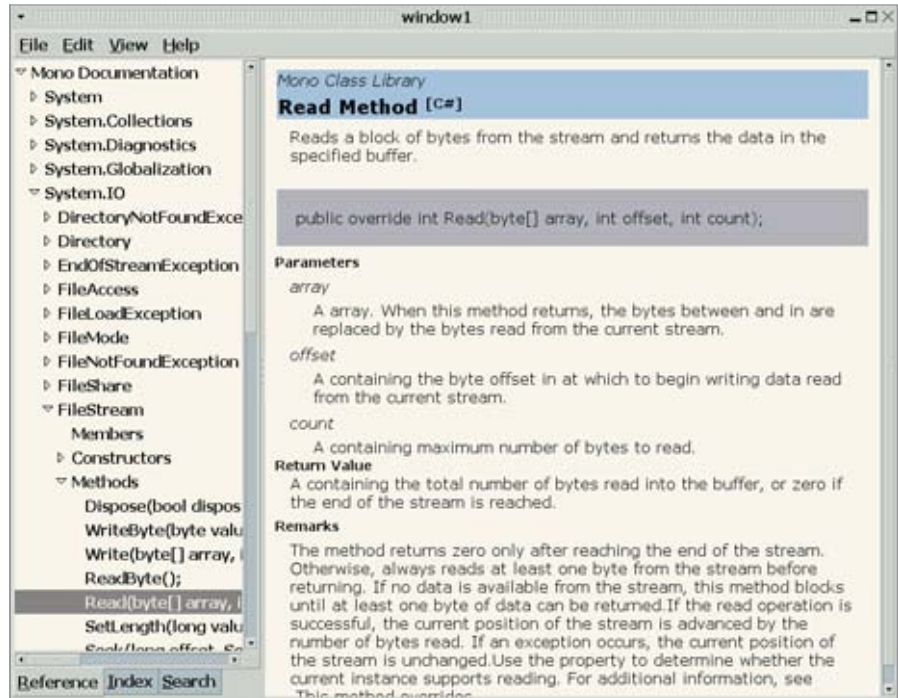 window1
File Edit View Help
Mono Documentation
System
System.Collections
System.Diagnostics
System.Globalization
System.IO
DirectoryNotFoundExce
Directory
EndOfStreamException
FileAccess
FileLoadException
FileMode
FileNotFoundException
FileShare
FileStream
Members
Constructors
Methods
Dispose(bool dispos
WriteByte(byte valu
Write(byte[] array, i
ReadByte();
Read(byte[] array, i
SetLength(long valu
Seek(long offset, Se
Reference Index Search
Mono Class Library
Read Method [C#]
Reads a block of bytes from the stream and returns the data in the
specified buffer.
public override int Read(byte[] array, int offset, int count);
Parameters
array
A array. When this method returns, the bytes between and in are
replaced by the bytes read from the current stream.
offset
A containing the byte offset in at which to begin writing data read
from the current stream.
count
A containing maximum number of bytes to read.
Return Value
A containing the total number of bytes read into the buffer, or zero if
the end of the stream is reached.
Remarks
The method returns zero only after reaching the end of the stream.
Otherwise, always reads at least one byte from the stream before
returning. If no data is available from the stream, this method blocks
until at least one byte of data can be returned.If the read operation is
successful, the current position of the stream is advanced by the
number of bytes read. If an exception occurs, the current position of
the stream is unchanged.Use the property to determine whether the
current instance supports reading. For additional information, see
.This method overrides